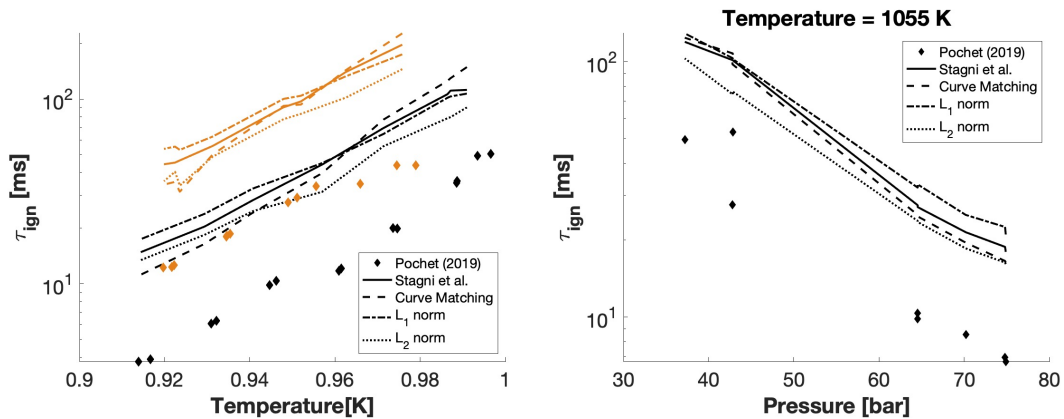 Temperature = 1055 K
τign [ms]
10²
10¹
0.9
0.92
0.94
0.96
0.98
1
Temperature[K]
Pochet (2019)
Stagni et al.
Curve Matching
L₁ norm
L₂ norm
τign [ms]
10²
10¹
30
40
50
60
70
80
Pressure [bar]
Pochet (2019)
Stagni et al.
Curve Matching
L₁ norm
L₂ norm